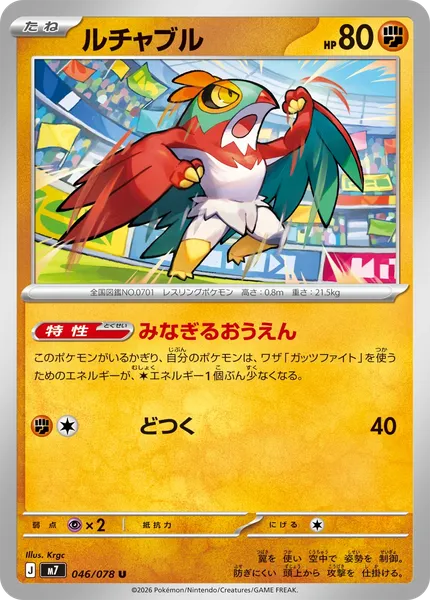 たね
ルチャブル
HP 80
全国図鑑NO.0701 レスリングポケモン 高さ:0.8m 重さ:21.5kg
特性 とくせい みなぎるおうえん
このポケモンがいるかぎり、自分のポケモンは、ワザ「ガッツファイト」を使う
ためのエネルギーが、エネルギー1個ぶん少なくなる。
どつく 40
弱点 ×2 抵抗力 にげる
Illus. Krgc
翼を 使い 空中で 姿勢を 制御。
防ぎにくい 頭上から 攻撃を 仕掛ける。
J M7 046/078 U
©2026 Pokémon/Nintendo/Creatures/GAME FREAK.